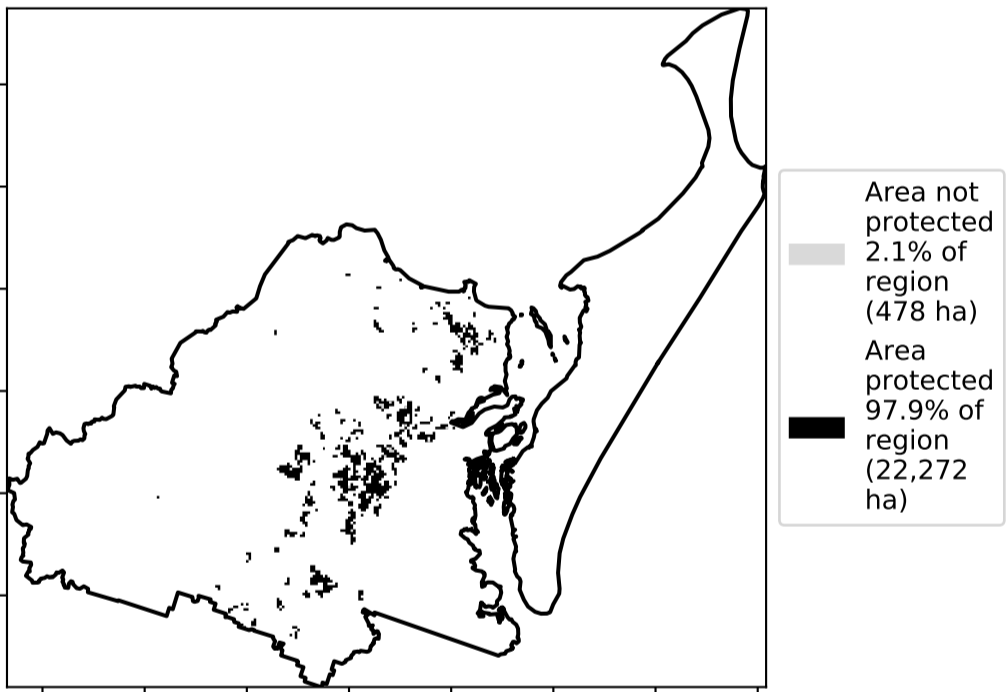 Area not
protected
2.1% of
region
(478 ha)
Area
protected
97.9% of
region
(22,272
ha)